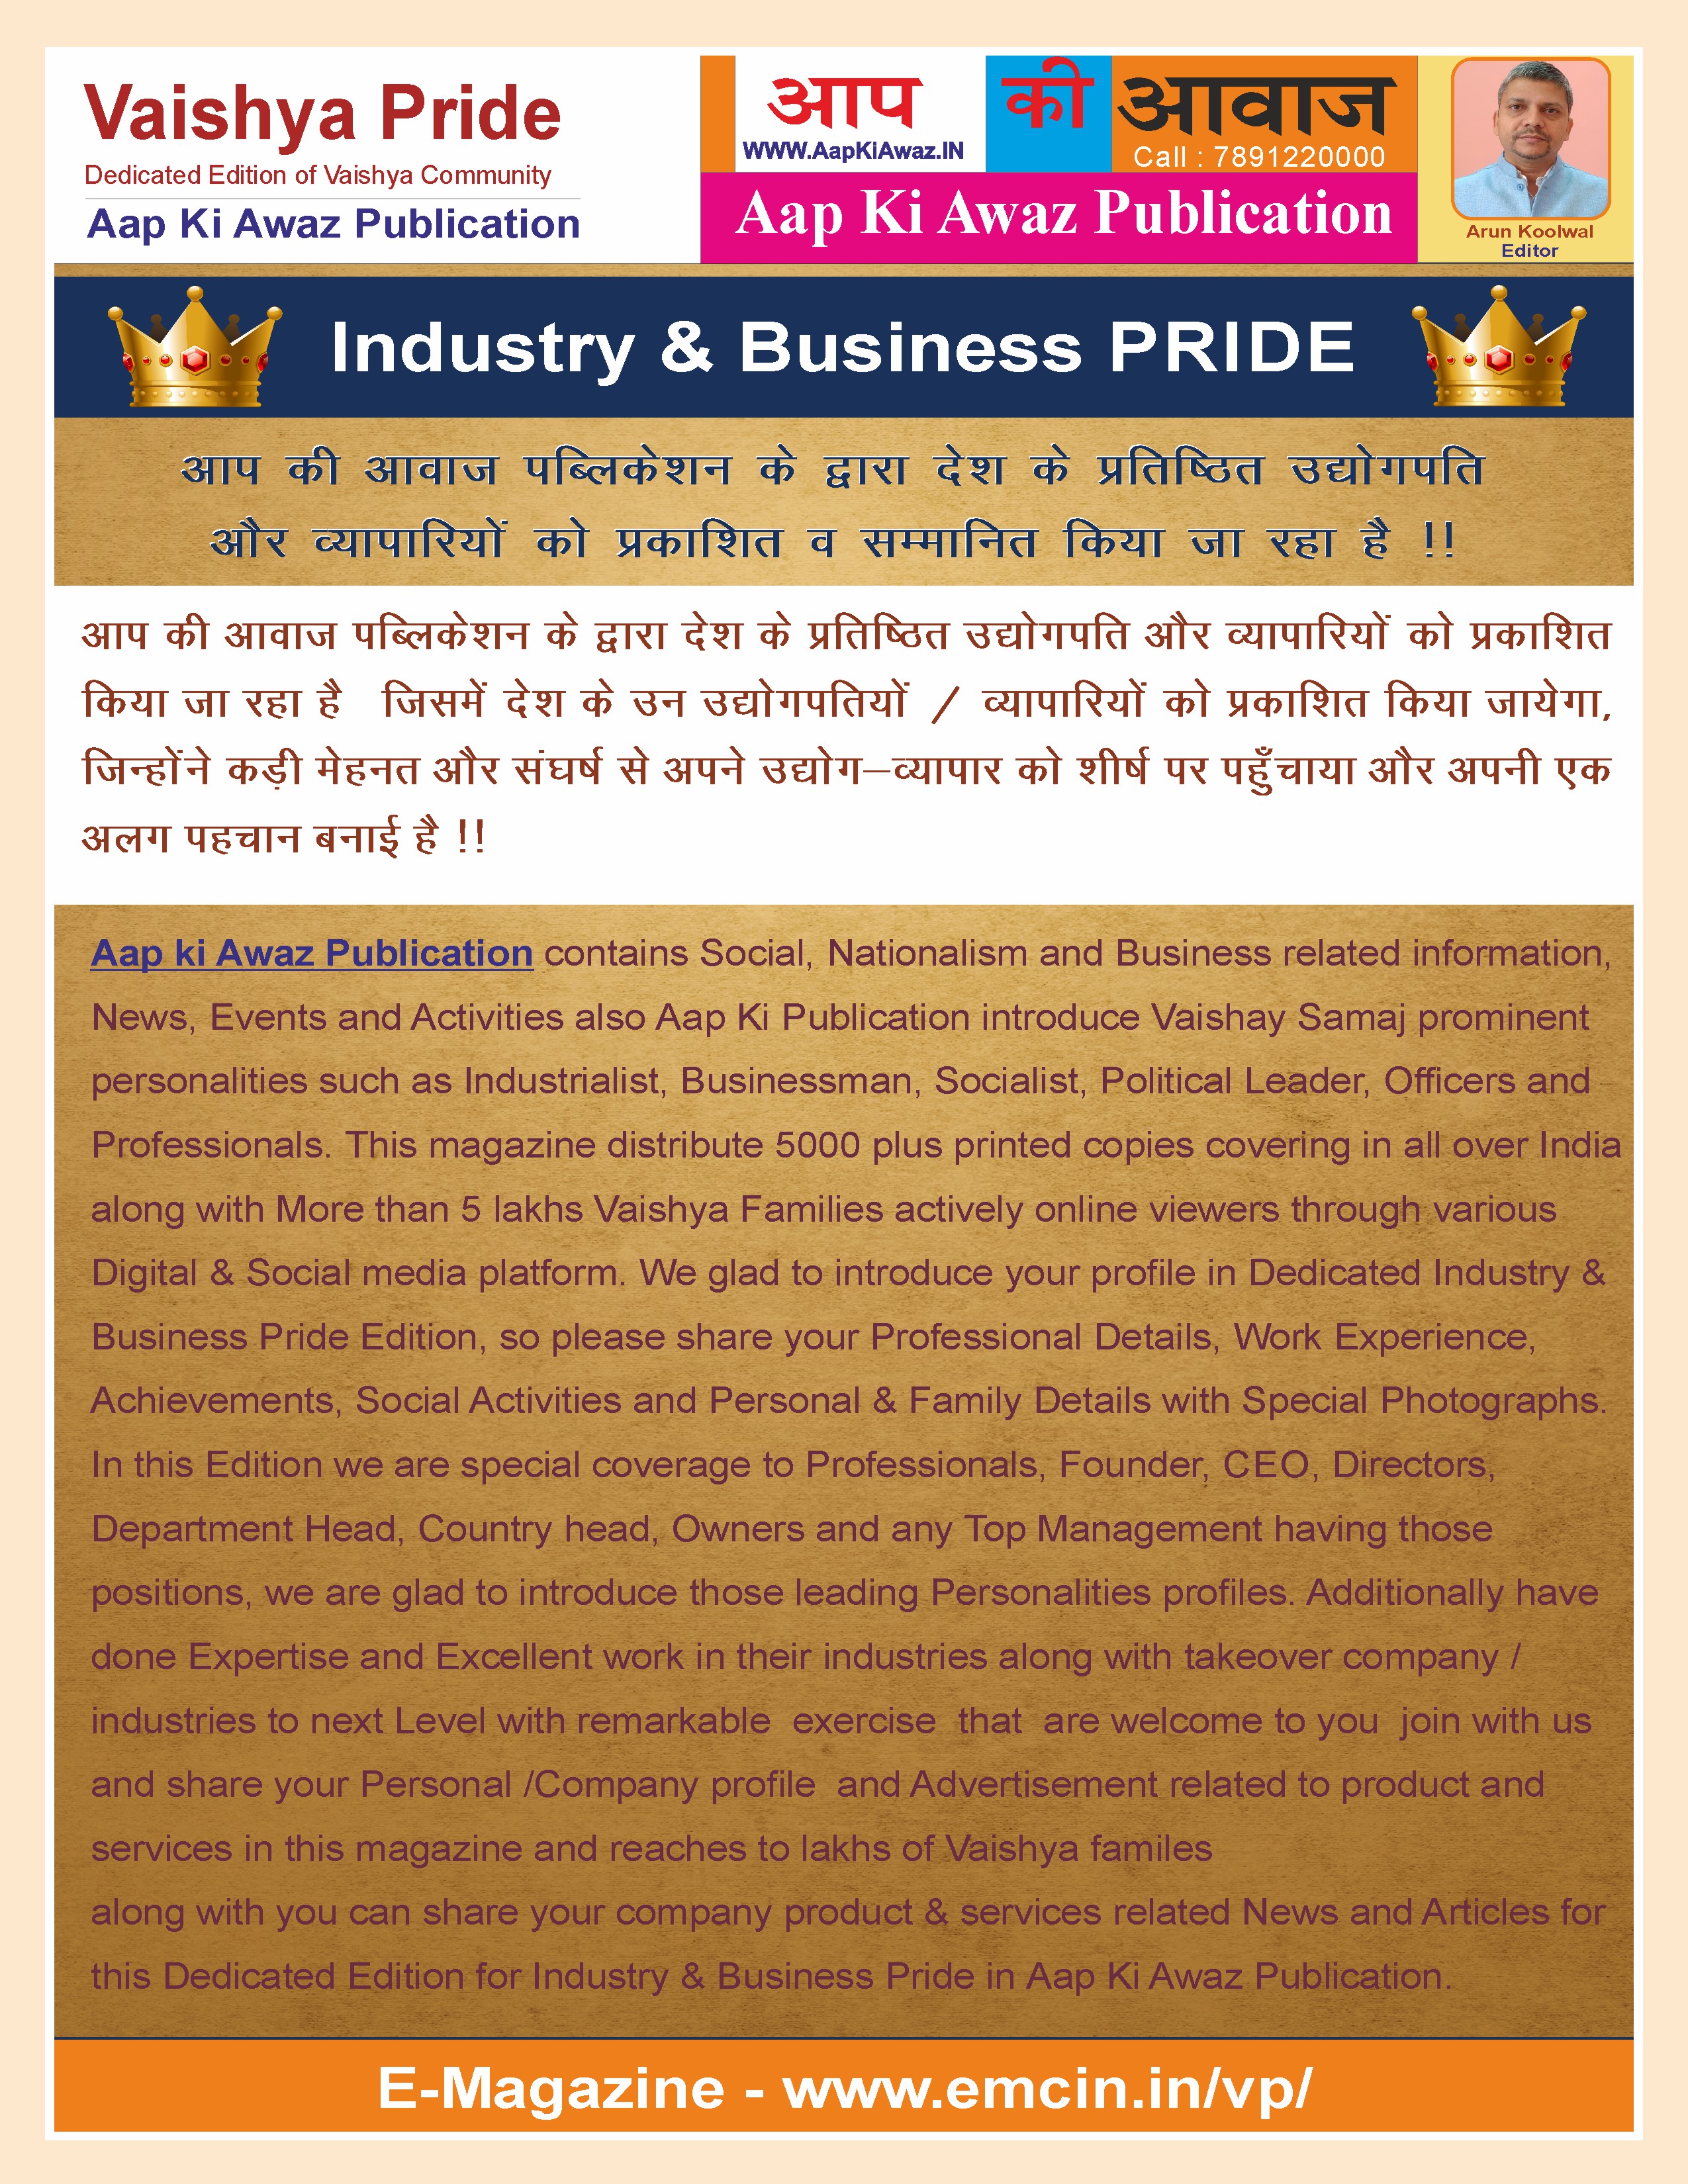 Vaishya Pride
Dedicated Edition of Vaishya Community
Aap Ki Awaz Publication
आप की आवाज
WWW.AapKiAwaz.IN
Call : 7891220000
Aap Ki Awaz Publication
Arun Koolwal
Editor
Industry & Business PRIDE
आप की आवाज पब्लिकेशन के द्वारा देश के प्रतिष्ठित उद्योगपति
और व्यापारियों को प्रकाशित व सम्मानित किया जा रहा है !!
आप की आवाज पब्लिकेशन के द्वारा देश के प्रतिष्ठित उद्योगपति और व्यापारियों को प्रकाशित
किया जा रहा है जिसमें देश के उन उद्योगपतियों / व्यापारियों को प्रकाशित किया जायेगा,
जिन्होंने कड़ी मेहनत और संघर्ष से अपने उद्योग–व्यापार को शीर्ष पर पहुँचाया और अपनी एक
अलग पहचान बनाई है !!
Aap ki Awaz Publication contains Social, Nationalism and Business related information,
News, Events and Activities also Aap Ki Publication introduce Vaishay Samaj prominent
personalities such as Industrialist, Businessman, Socialist, Political Leader, Officers and
Professionals. This magazine distribute 5000 plus printed copies covering in all over India
along with More than 5 lakhs Vaishya Families actively online viewers through various
Digital & Social media platform. We glad to introduce your profile in Dedicated Industry &
Business Pride Edition, so please share your Professional Details, Work Experience,
Achievements, Social Activities and Personal & Family Details with Special Photographs.
In this Edition we are special coverage to Professionals, Founder, CEO, Directors,
Department Head, Country head, Owners and any Top Management having those
positions, we are glad to introduce those leading Personalities profiles. Additionally have
done Expertise and Excellent work in their industries along with takeover company /
industries to next Level with remarkable exercise that are welcome to you join with us
and share your Personal /Company profile and Advertisement related to product and
services in this magazine and reaches to lakhs of Vaishya familes
along with you can share your company product & services related News and Articles for
this Dedicated Edition for Industry & Business Pride in Aap Ki Awaz Publication.
E-Magazine - www.emcin.in/vp/